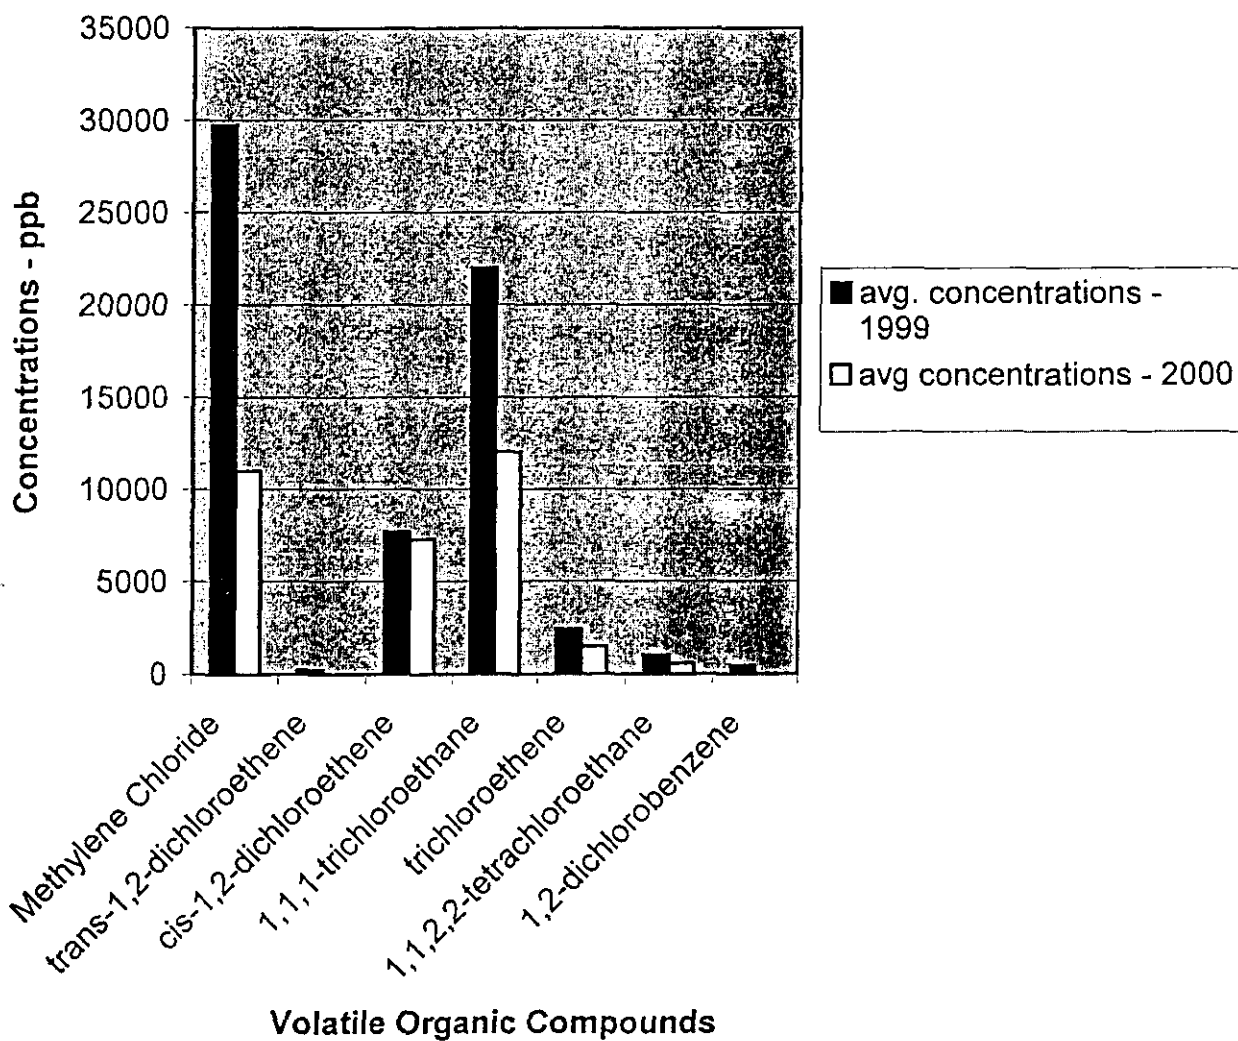 35000
30000
25000
20000
15000
10000
5000
0
Concentrations - ppb
avg. concentrations -
1999
avg concentrations - 2000
Methylene Chloride
trans-1,2-dichloroethene
cis-1,2-dichloroethene
1,1,1-trichloroethane
trichloroethene
1,1,2,2-tetrachloroethane
1,2-dichlorobenzene
Volatile Organic Compounds